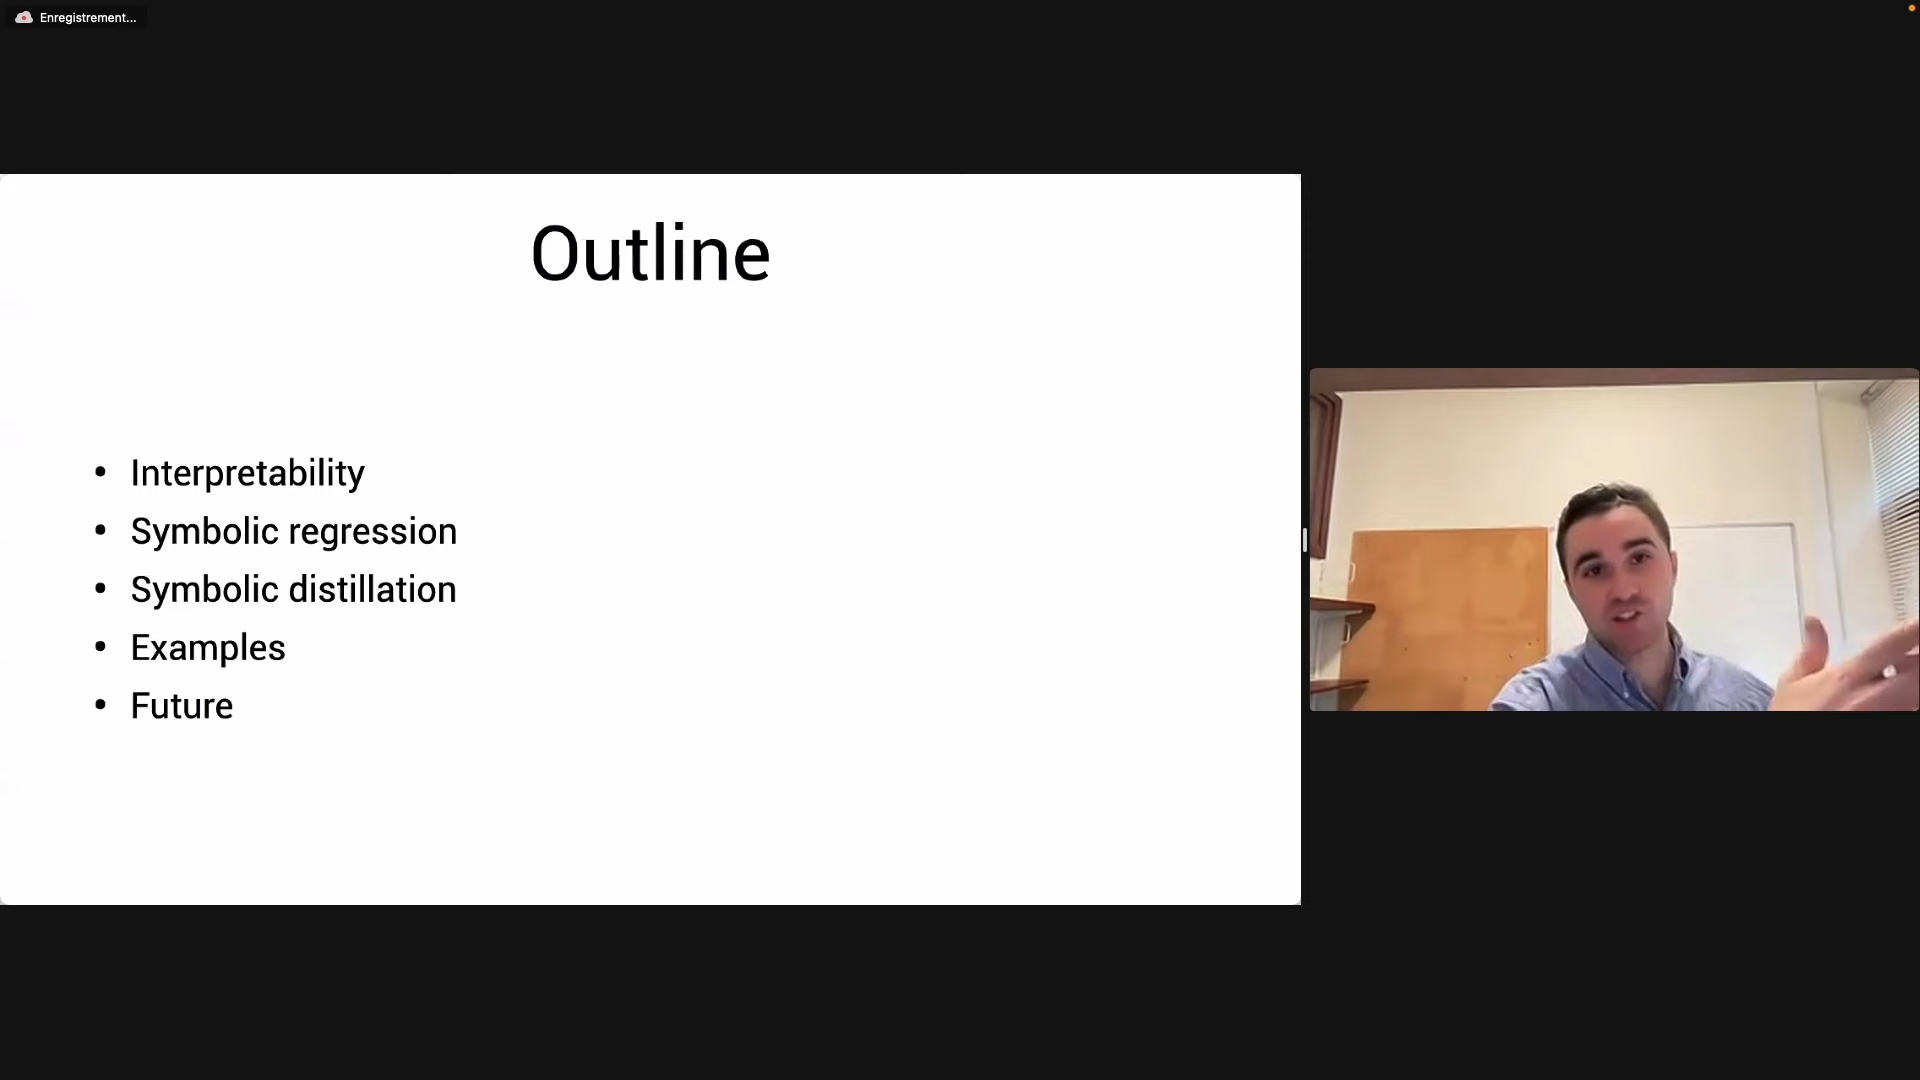 Enregistrement...
Outline
• Interpretability
• Symbolic regression
• Symbolic distillation
• Examples
• Future